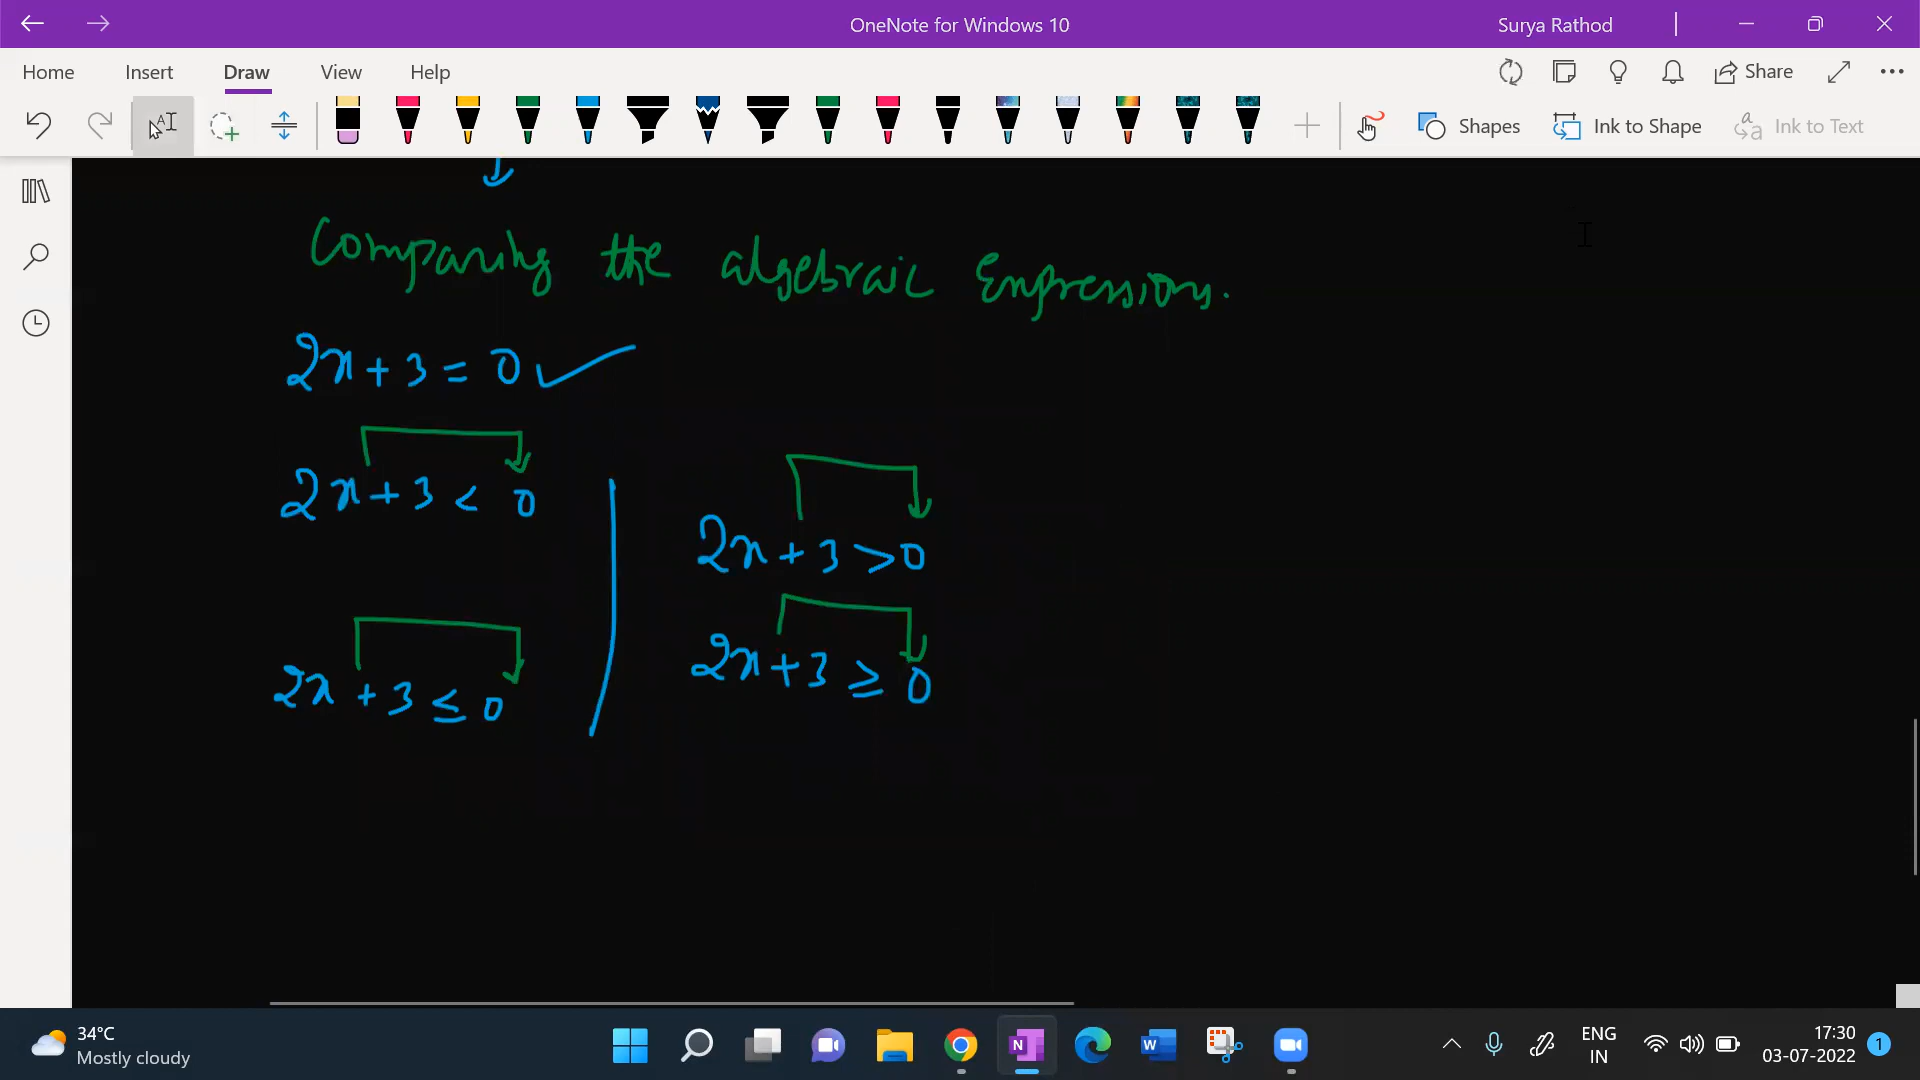 OneNote for Windows 10
Surya Rathod
Home Insert Draw View Help
Share
Shapes Ink to Shape Ink to Text
Comparing the algebraic Expressions.
2x + 3 = 0
2x + 3 < 0
2x + 3 > 0
2x + 3 ≤ 0
2x + 3 ≥ 0
34°C
Mostly cloudy
ENG
IN
17:30
03-07-2022
1